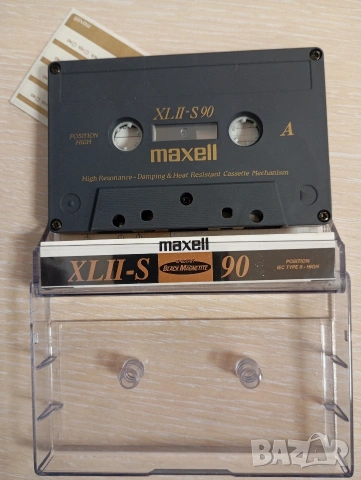 XLII-S 90
POSITION
HIGH
maxell
A
High Resonance-Damping & Heat Resistant Cassette Mechanism
maxell
XLII-S
BLACK MAGNETITE
90
POSITION
IEC TYPE II • HIGH
BAZAR